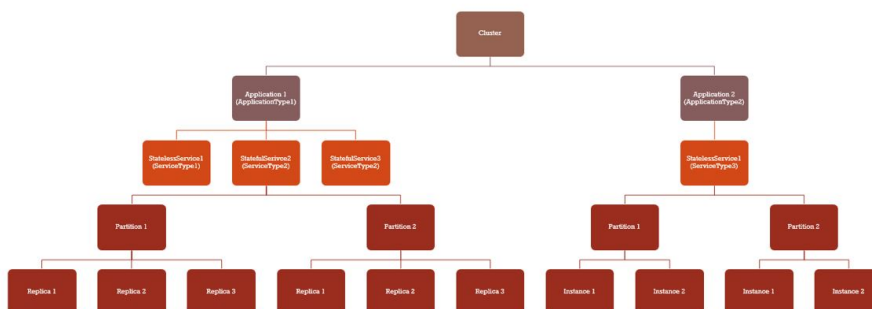 Cluster
Application 1
(ApplicationType1)
Application 2
(ApplicationType2)
StatelessService1
(ServiceType1)
StatefulSerivce2
(ServiceType2)
StatefulService3
(ServiceType2)
StatelessService1
(ServiceType3)
Partition 1
Partition 2
Partition 1
Partition 2
Replica 1
Replica 2
Replica 3
Replica 1
Replica 2
Replica 3
Instance 1
Instance 2
Instance 1
Instance 2